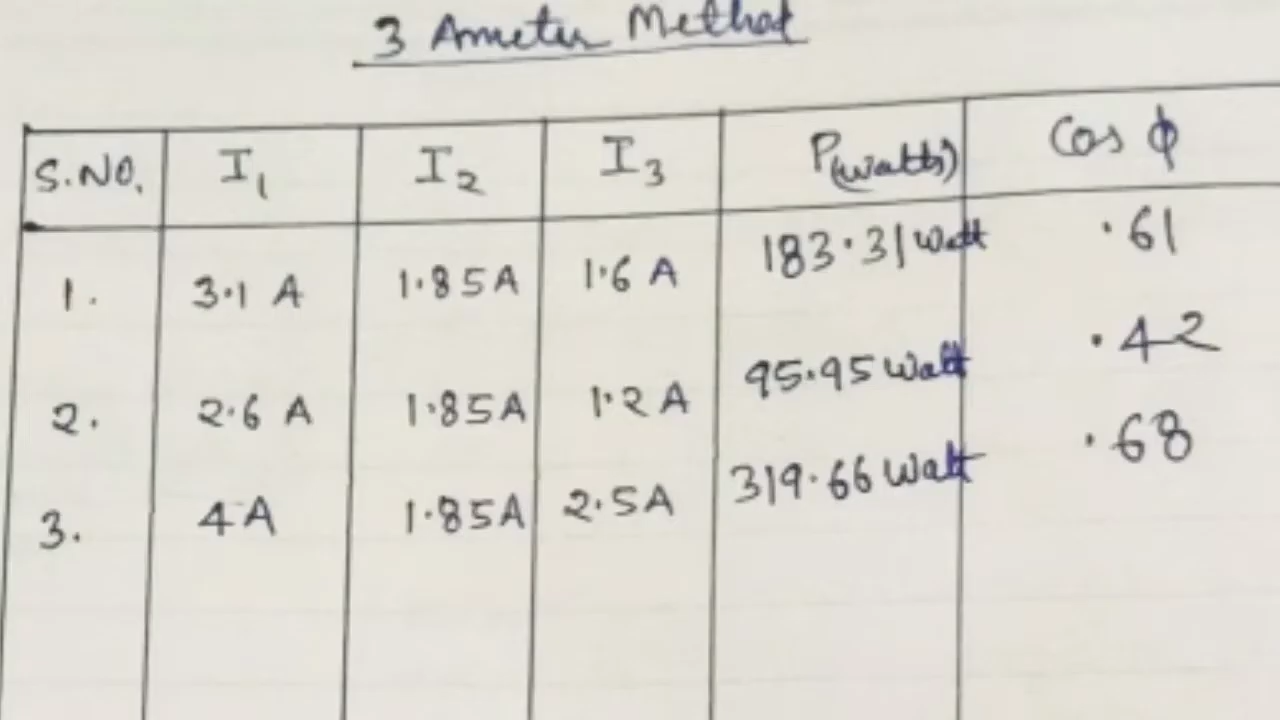 3 Ameter Method
S.NO. I1 I2 I3 P(watts) Cos ϕ
1. 3.1 A 1.85A 1.6 A 183.31 Watt .61
2. 2.6 A 1.85A 1.2 A 95.95 Watt .42
3. 4 A 1.85A 2.5A 319.66 Watt .68